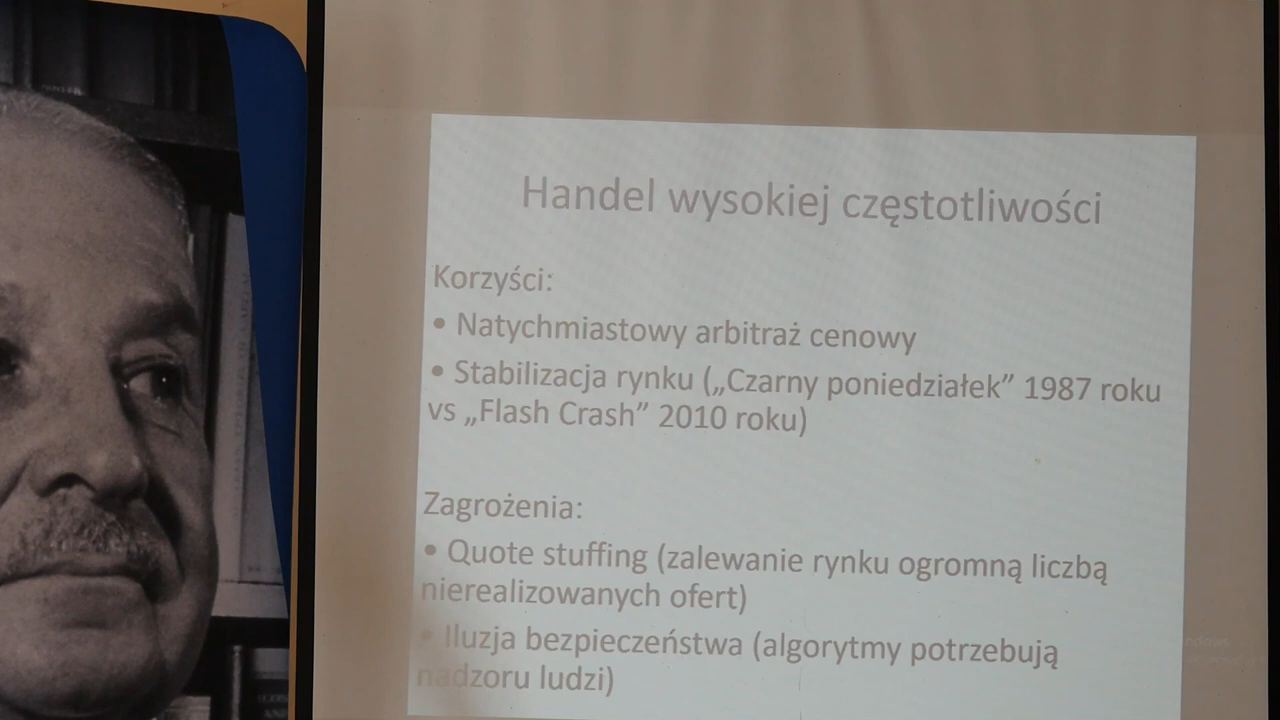 Handel wysokiej częstotliwości
Korzyści:
• Natychmiastowy arbitraż cenowy
• Stabilizacja rynku („Czarny poniedziałek” 1987 roku
vs „Flash Crash” 2010 roku)
Zagrożenia:
• Quote stuffing (zalewanie rynku ogromną liczbą
nierealizowanych ofert)
• Iluzja bezpieczeństwa (algorytmy potrzebują
nadzoru ludzi)